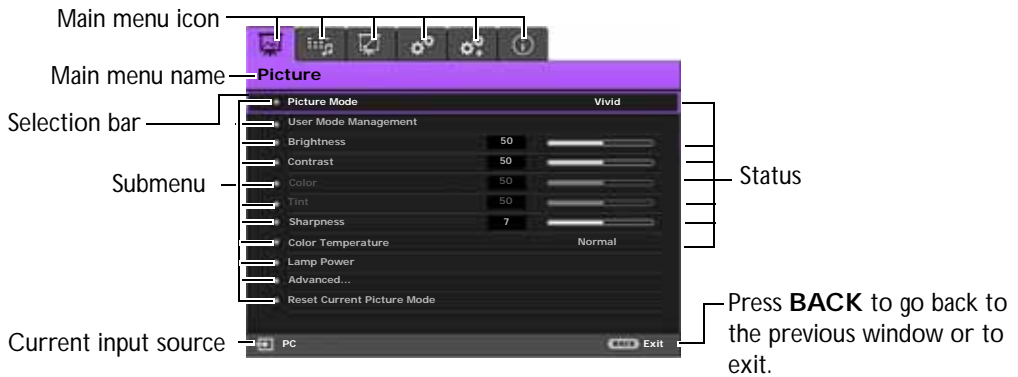 Main menu icon
Main menu name
Picture
Selection bar
Picture Mode Vivid
User Mode Management
Brightness 50
Contrast 50
Submenu
Color 50
Status
Tint 50
Sharpness 7
Color Temperature Normal
Lamp Power
Advanced...
Reset Current Picture Mode
Current input source
PC
BACK Exit
Press BACK to go back to
the previous window or to
exit.